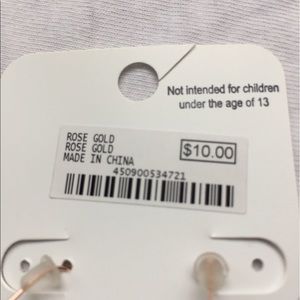 Not intended for children
under the age of 13
ROSE GOLD
ROSE GOLD
MADE IN CHINA
$10.00
450900534721